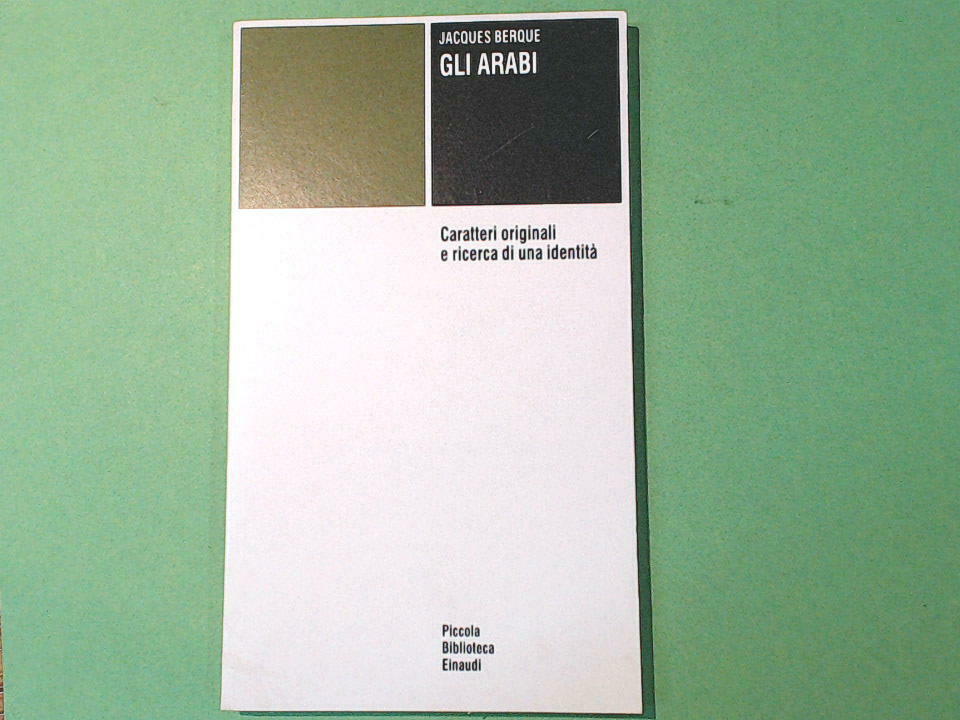 JACQUES BERQUE
GLI ARABI
Caratteri originali
e ricerca di una identità
Piccola
Biblioteca
Einaudi